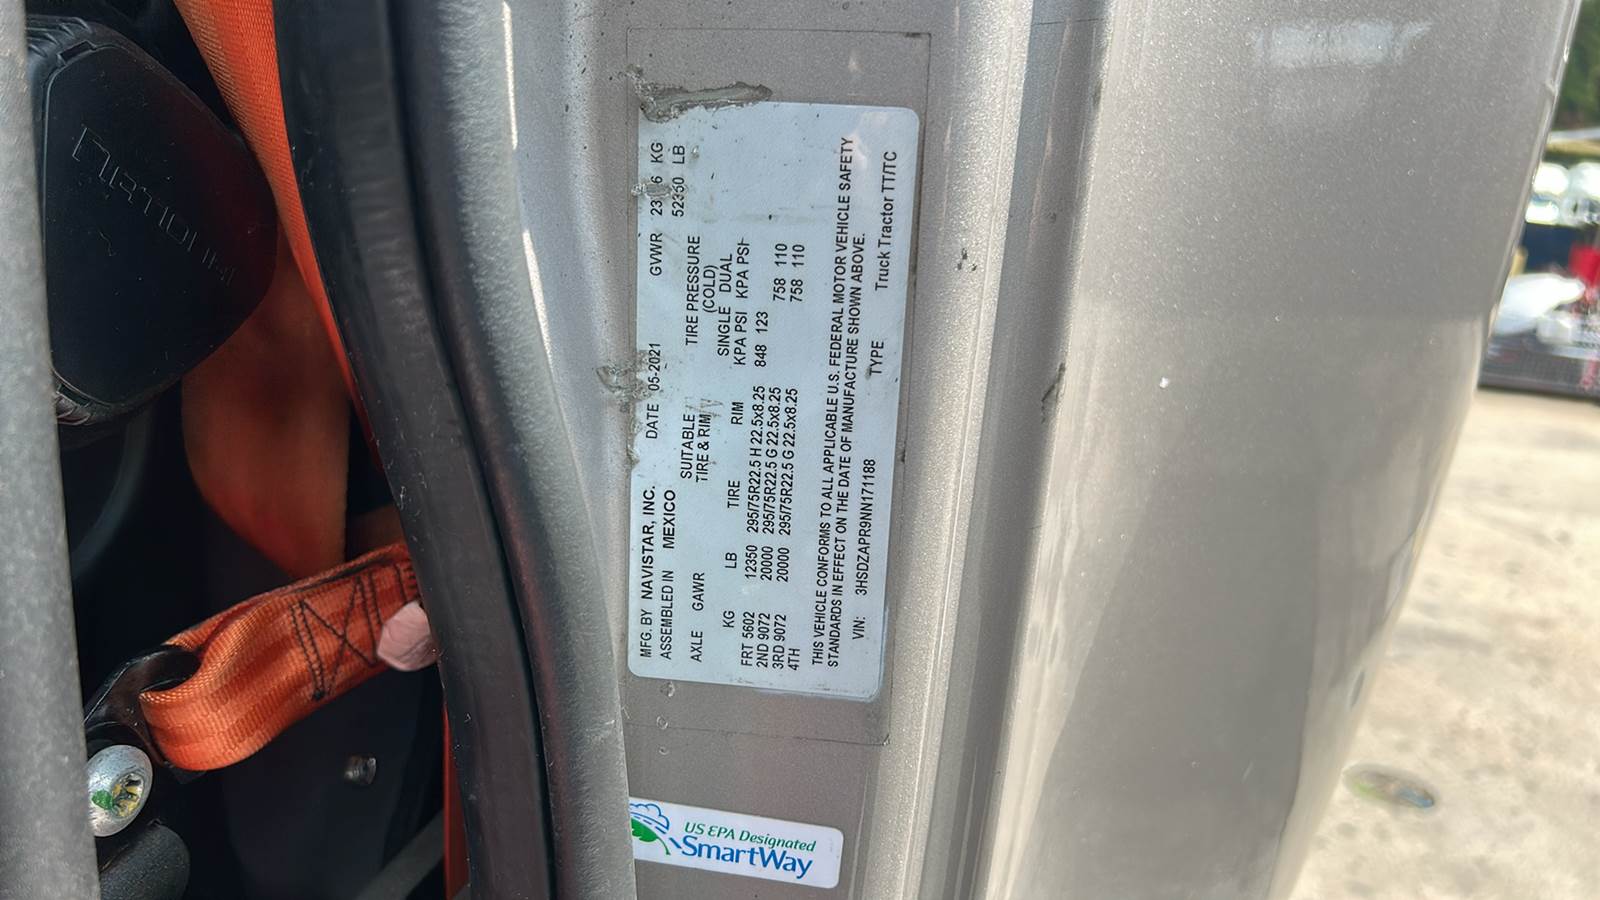 MFG. BY NAVISTAR, INC. DATE 05-2021 GVWR KG
ASSEMBLED IN MEXICO 52350 LB
AXLE GAWR SUITABLE TIRE & RIM TIRE PRESSURE (COLD)
SINGLE DUAL
KG LB TIRE RIM KPA PSI KPA PSI
FRT 5602 12350 295/75R22.5 H 22.5x8.25 848 123
2ND 9072 20000 295/75R22.5 G 22.5x8.25 758 110
3RD 9072 20000 295/75R22.5 G 22.5x8.25 758 110
4TH
THIS VEHICLE CONFORMS TO ALL APPLICABLE U.S. FEDERAL MOTOR VEHICLE SAFETY
STANDARDS IN EFFECT ON THE DATE OF MANUFACTURE SHOWN ABOVE.
VIN: 3HSDZAPR9NN171188 TYPE Truck Tractor TT/TC
US EPA Designated
SmartWay